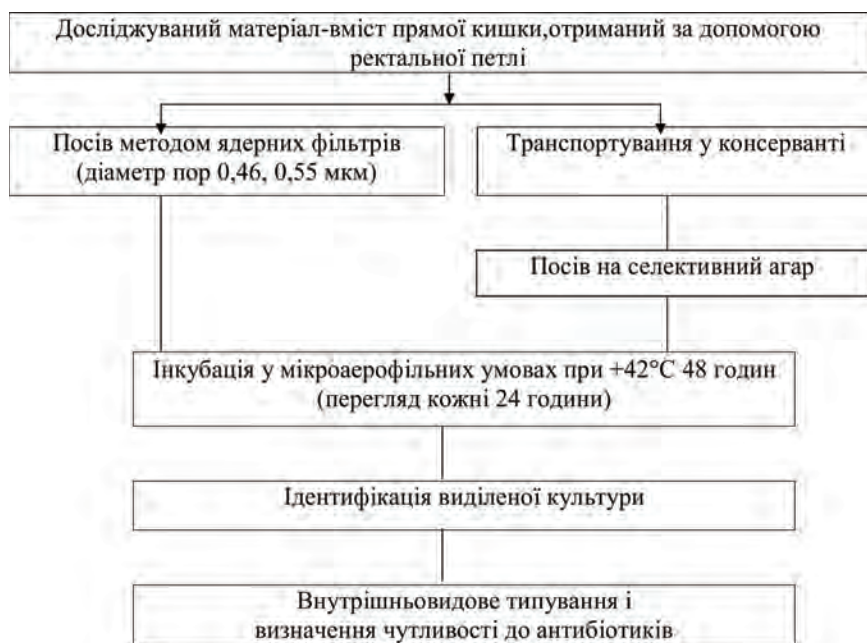 Досліджуваний матеріал-вміст прямої кишки,отриманий за допомогою
ректальної петлі
Посів методом ядерних фільтрів
(діаметр пор 0,46, 0,55 мкм)
Транспортування у консерванті
Посів на селективний агар
Інкубація у мікроаерофільних умовах при +42°С 48 годин
(перегляд кожні 24 години)
Ідентифікація виділеної культури
Внутрішньовидове типування і
визначення чутливості до антибіотиків